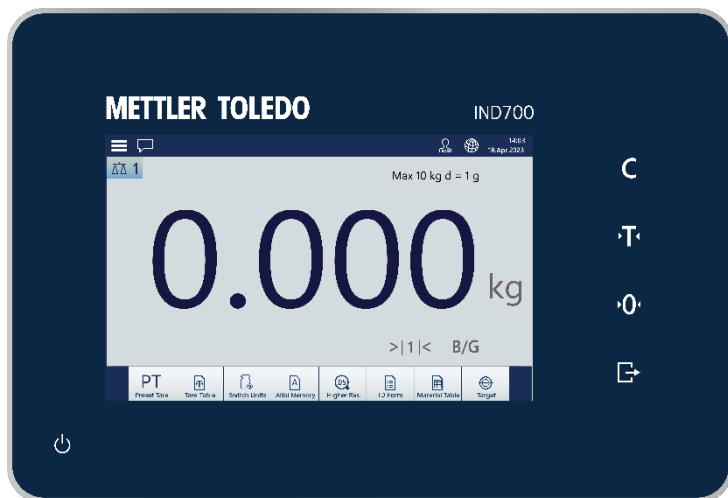 METTLER TOLEDO
IND700
14:03
18.Apr.2023
1
Max 10 kg d = 1 g
0.000 kg
>|1|< B/G
C
T
0
PT
Preset Tare
Tare Table
Switch Units
Alibi Memory
Higher Res.
ID Form
Material Table
Target